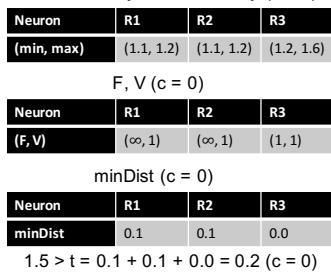 Neuron R1 R2 R3
(min, max) (1.1, 1.2) (1.1, 1.2) (1.2, 1.6)
F, V (c = 0)
Neuron R1 R2 R3
(F, V) (∞, 1) (∞, 1) (1, 1)
minDist (c = 0)
Neuron R1 R2 R3
minDist 0.1 0.1 0.0
1.5 > t = 0.1 + 0.1 + 0.0 = 0.2 (c = 0)